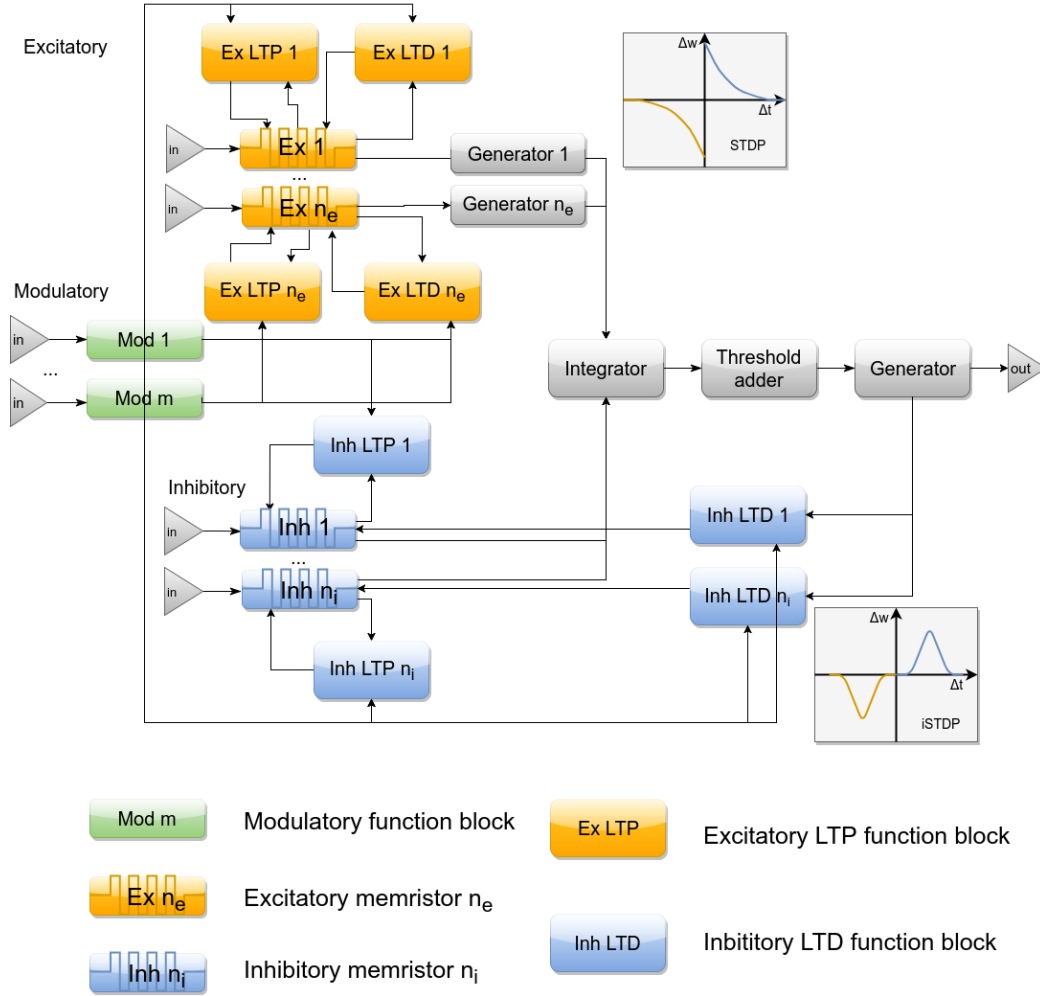 Excitatory
Ex LTP 1
Ex LTD 1
Δw
Δt
STDP
in
Ex 1
Generator 1
...
in
Ex nₑ
Generator nₑ
Ex LTP nₑ
Ex LTD nₑ
Modulatory
in
Mod 1
...
in
Mod m
Integrator
Threshold
adder
Generator
out
Inh LTP 1
Inhibitory
in
Inh 1
Inh LTD 1
...
in
Inh nᵢ
Inh LTD nᵢ
Inh LTP nᵢ
Δw
Δt
iSTDP
Mod m
Modulatory function block
Ex LTP
Excitatory LTP function block
Ex nₑ
Excitatory memristor nₑ
Inh LTD
Inbititory LTD function block
Inh nᵢ
Inhibitory memristor nᵢ